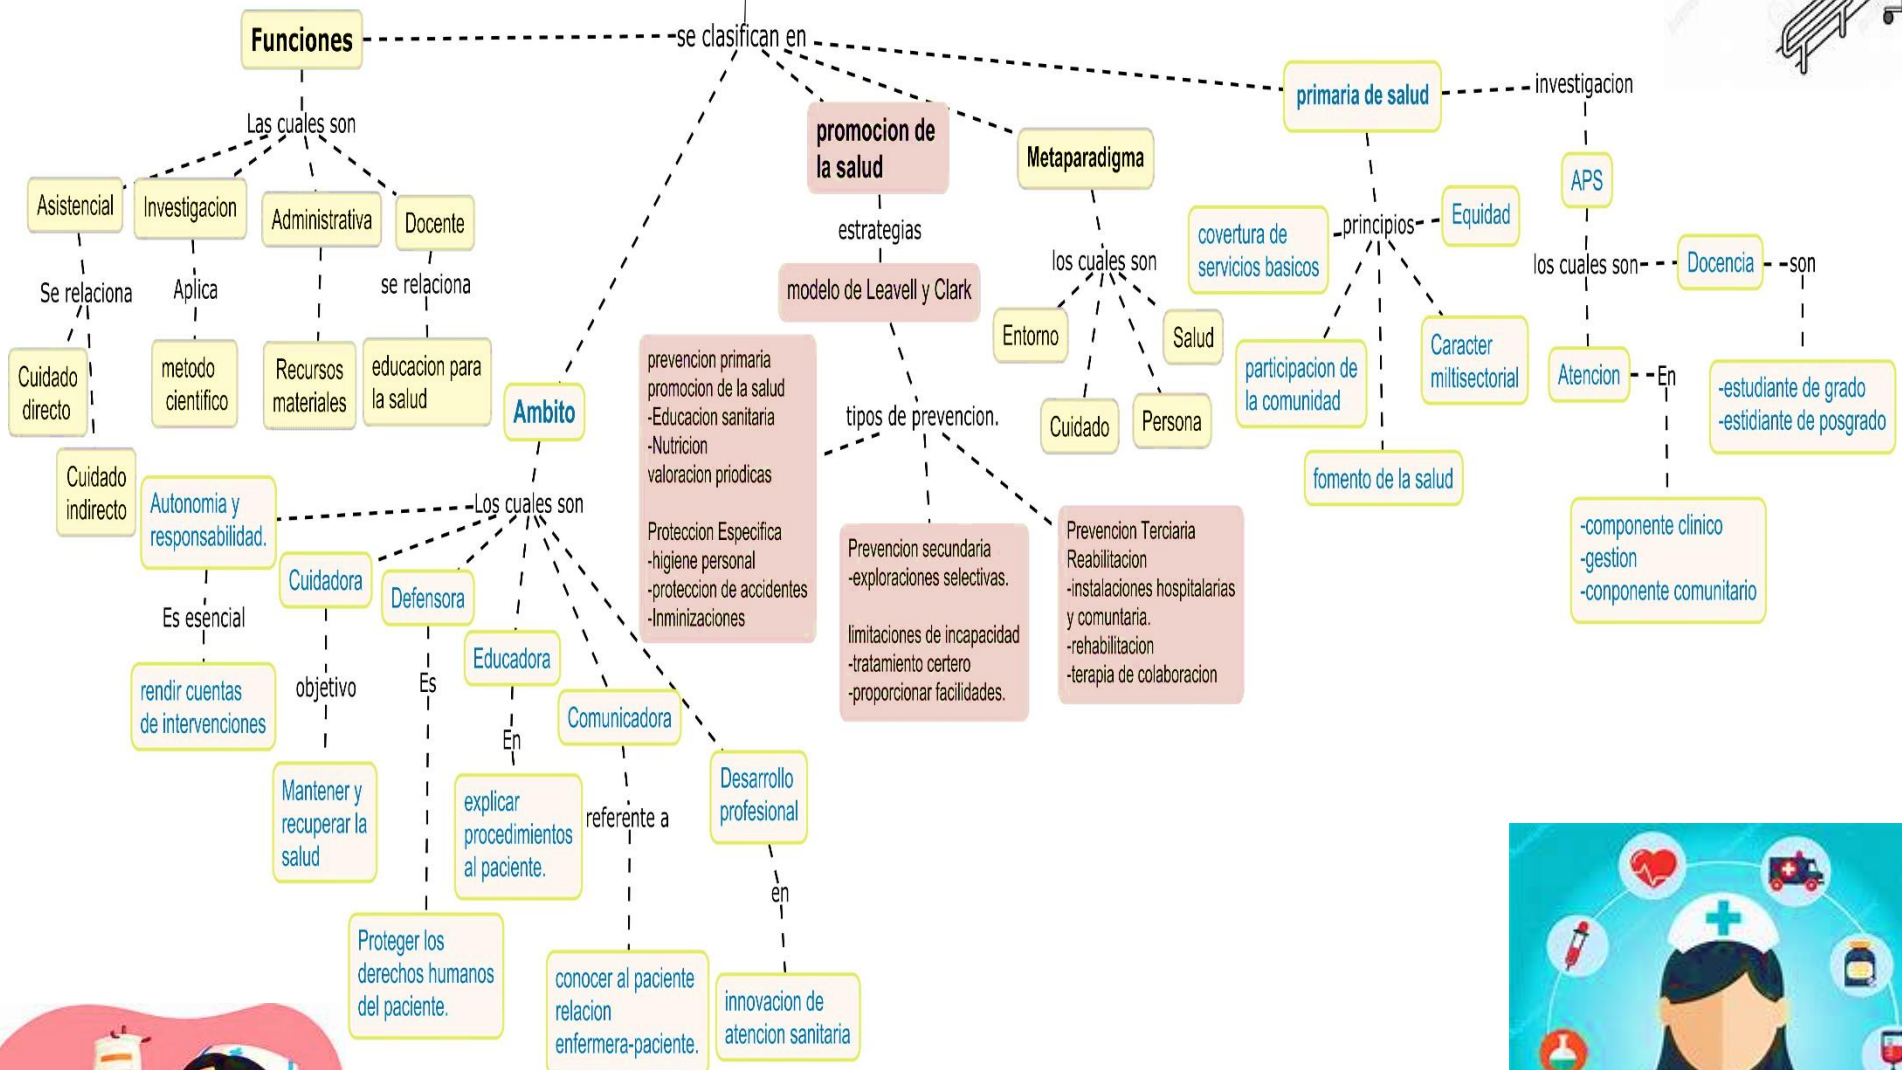 Funciones
se clasifican en
Las cuales son
Asistencial
Investigacion
Administrativa
Docente
Se relaciona
Aplica
se relaciona
Cuidado
directo
Cuidado
indirecto
metodo
cientifico
Recursos
materiales
educacion para
la salud
Ambito
Los cuales son
Autonomia y
responsabilidad.
Es esencial
rendir cuentas
de intervenciones
Cuidadora
objetivo
Mantener y
recuperar la
salud
Defensora
Es
Proteger los
derechos humanos
del paciente.
Educadora
En
explicar
procedimientos
al paciente.
Comunicadora
referente a
conocer al paciente
relacion
enfermera-paciente.
Desarrollo
profesional
en
innovacion de
atencion sanitaria
promocion de
la salud
estrategias
modelo de Leavell y Clark
tipos de prevencion.
prevencion primaria
promocion de la salud
-Educacion sanitaria
-Nutricion
valoracion priodicas
Proteccion Especifica
-higiene personal
-proteccion de accidentes
-Inminizaciones
Prevencion secundaria
-exploraciones selectivas.
limitaciones de incapacidad
-tratamiento certero
-proporcionar facilidades.
Prevencion Terciaria
Reabilitacion
-instalaciones hospitalarias
y comuntaria.
-rehabilitacion
-terapia de colaboracion
Metaparadigma
los cuales son
Entorno
Cuidado
Persona
Salud
primaria de salud
principios
covertura de
servicios basicos
Equidad
participacion de
la comunidad
fomento de la salud
Caracter
miltisectorial
investigacion
APS
los cuales son
Docencia
son
-estudiante de grado
-estidiante de posgrado
Atencion
En
-componente clinico
-gestion
-conponente comunitario